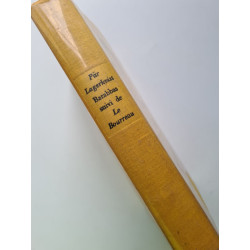 Pär
Lagerkvist
Barabbas
suivi de
Le
Bourreau